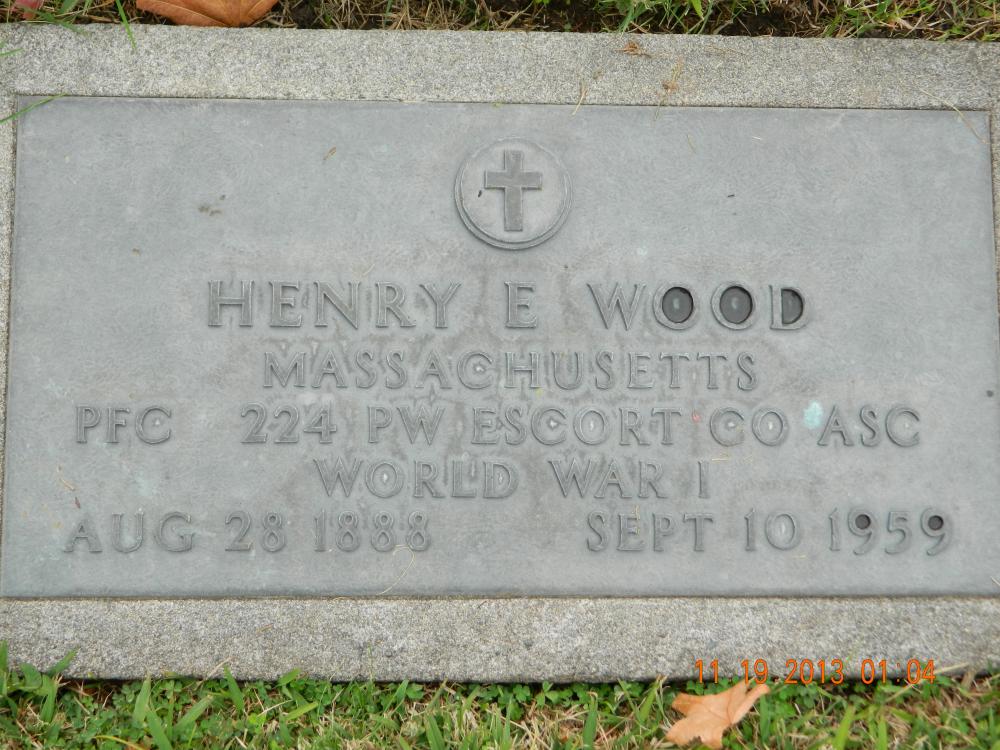 HENRY E WOOD
MASSACHUSETTS
PFC 224 PW ESCORT CO ASC
WORLD WAR I
AUG 28 1888 SEPT 10 1959
11.19.2013 01:04